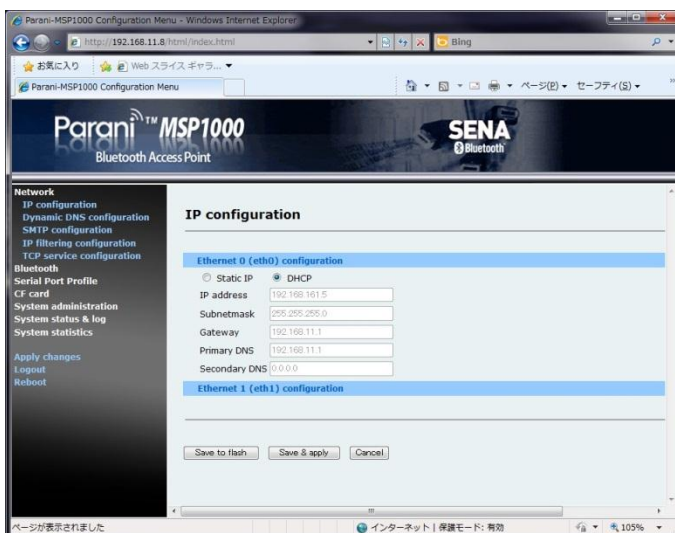 Parani-MSP1000 Configuration Menu - Windows Internet Explorer
http://192.168.11.8/html/index.html
Bing
お気に入り Web スライス ギャラ...
Parani-MSP1000 Configuration Menu
ページ(P) セーフティ(S)
Parani™ MSP1000
Bluetooth Access Point
SENA
Bluetooth
Network
IP configuration
Dynamic DNS configuration
SMTP configuration
IP filtering configuration
TCP service configuration
Bluetooth
Serial Port Profile
CF card
System administration
System status & log
System statistics
Apply changes
Logout
Reboot
IP configuration
Ethernet 0 (eth0) configuration
Static IP DHCP
IP address 192.168.161.5
Subnetmask 255.255.255.0
Gateway 192.168.11.1
Primary DNS 192.168.11.1
Secondary DNS 0.0.0.0
Ethernet 1 (eth1) configuration
Save to flash Save & apply Cancel
ページが表示されました インターネット | 保護モード: 有効 105%